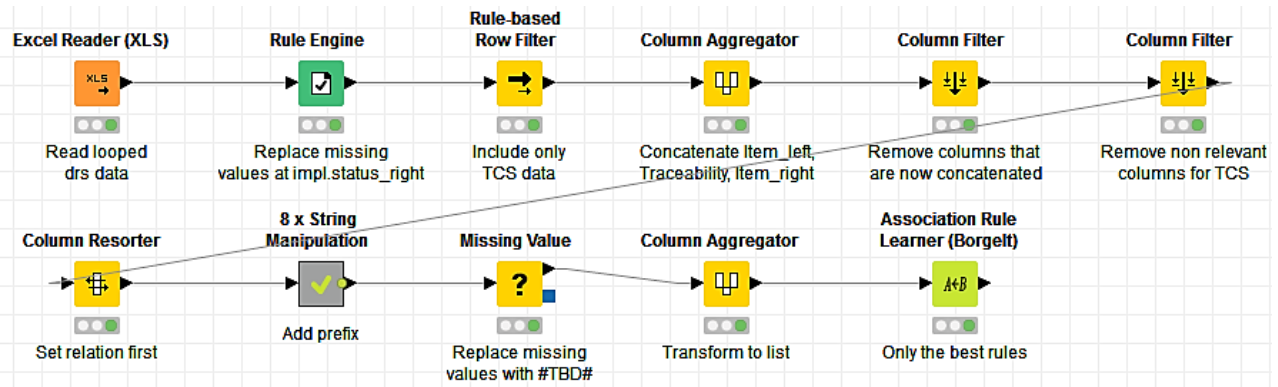 Rule-based
Excel Reader (XLS) Rule Engine Row Filter Column Aggregator Column Filter Column Filter
XLS
Read looped Replace missing Include only Concatenate Item_left, Remove columns that Remove non relevant
drs data values at impl.status_right TCS data Traceability, Item_right are now concatenated columns for TCS
8 x String Association Rule
Column Resorter Manipulation Missing Value Column Aggregator Learner (Borgelt)
? A+B
Add prefix
Set relation first Replace missing Transform to list Only the best rules
values with #TBD#